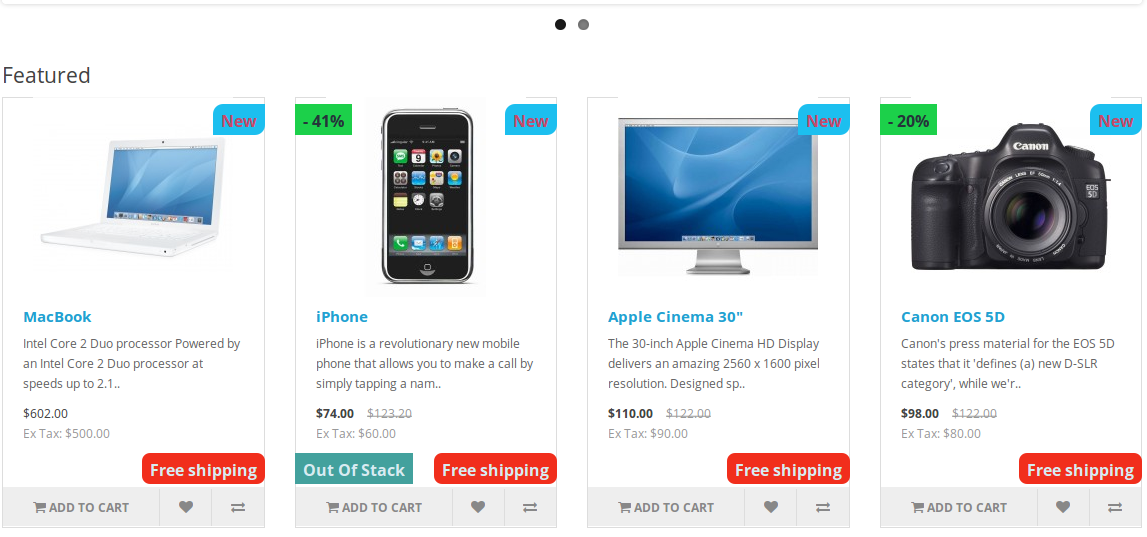 Featured
New
MacBook
Intel Core 2 Duo processor Powered by
an Intel Core 2 Duo processor at
speeds up to 2.1..
$602.00
Ex Tax: $500.00
Free shipping
ADD TO CART
- 41%
New
iPhone
iPhone is a revolutionary new mobile
phone that allows you to make a call by
simply tapping a nam..
$74.00 $123.20
Ex Tax: $60.00
Out Of Stack
Free shipping
ADD TO CART
New
Apple Cinema 30"
The 30-inch Apple Cinema HD Display
delivers an amazing 2560 x 1600 pixel
resolution. Designed sp..
$110.00 $122.00
Ex Tax: $90.00
Free shipping
ADD TO CART
- 20%
New
Canon
EOS
5D
Canon EOS 5D
Canon's press material for the EOS 5D
states that it 'defines (a) new D-SLR
category', while we'r..
$98.00 $122.00
Ex Tax: $80.00
Free shipping
ADD TO CART